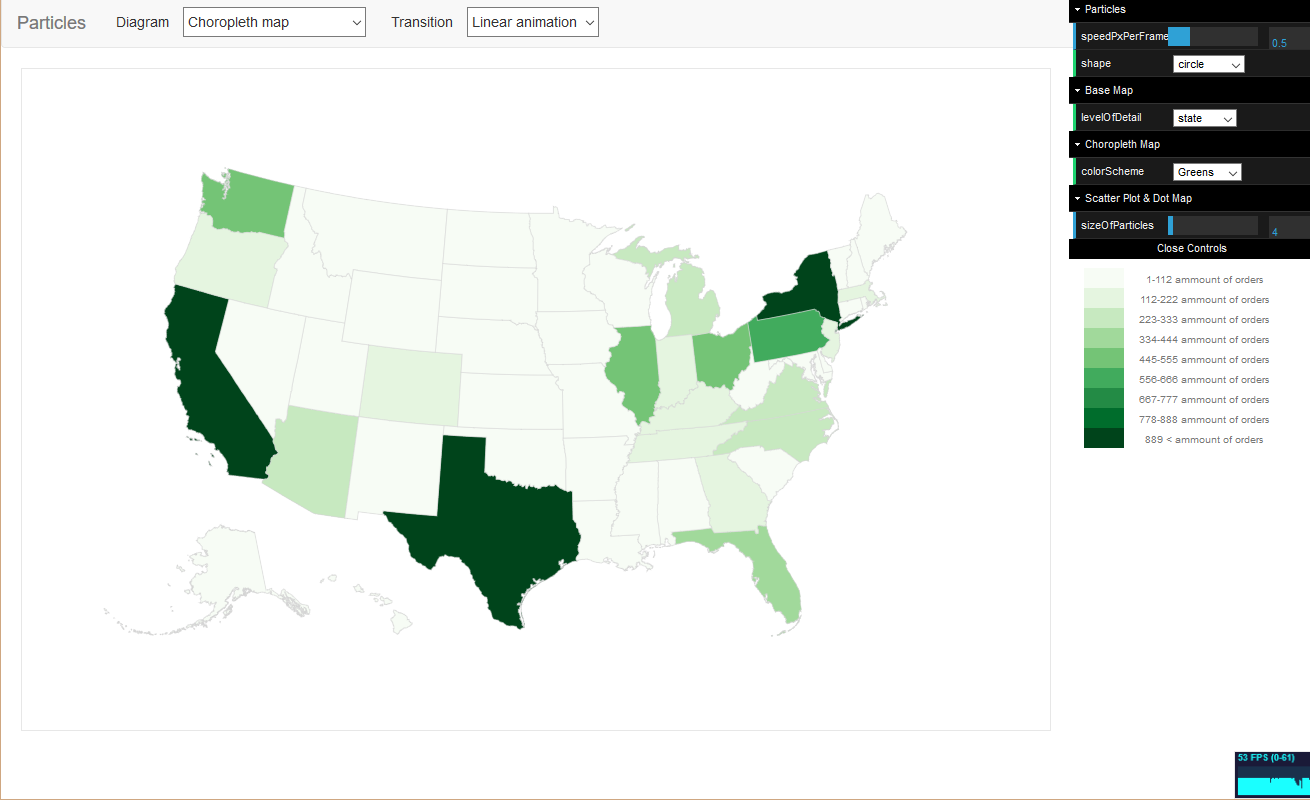 Particles Diagram Choropleth map Transition Linear animation
Particles
speedPxPerFrame 0.5
shape circle
Base Map
levelOfDetail state
Choropleth Map
colorScheme Greens
Scatter Plot & Dot Map
sizeOfParticles 4
Close Controls
1-112 ammount of orders
112-222 ammount of orders
223-333 ammount of orders
334-444 ammount of orders
445-555 ammount of orders
556-666 ammount of orders
667-777 ammount of orders
778-888 ammount of orders
889 < ammount of orders
53 FPS (0-61)